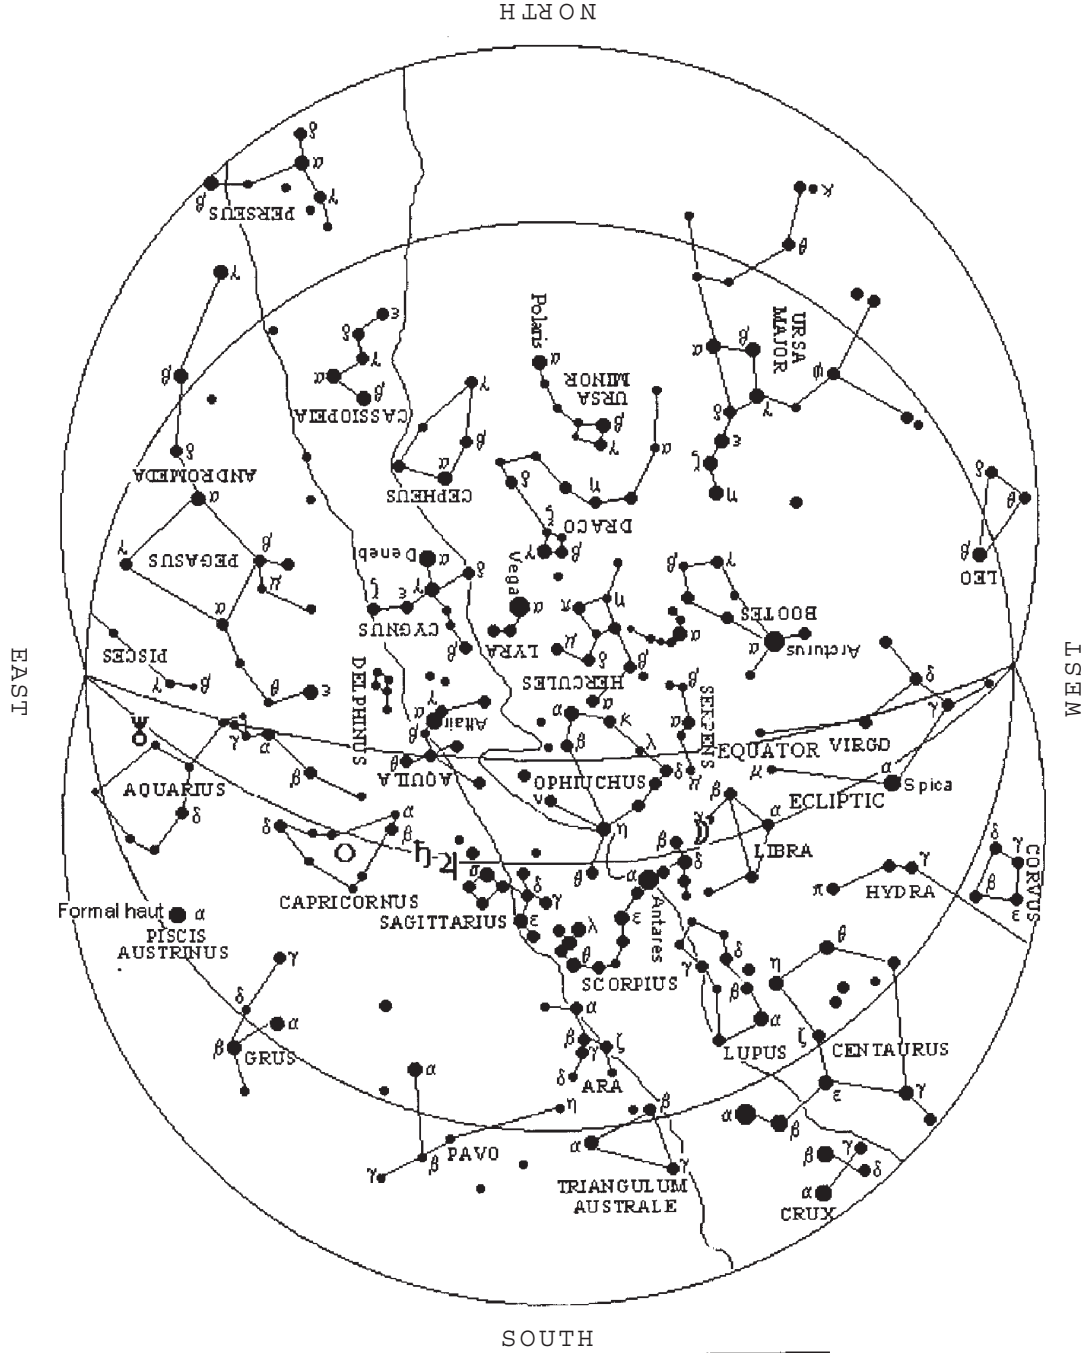 NORTH
δ
α
γ
β
PERSEUS
κ
θ
γ
β
δ
ANDROMEDA
ε
δ
γ
α
β
CASSIOPEIA
γ
β
α
CEPHEUS
Polaris
α
URSA
MINOR
β
γ
URSA
MAJOR
α
β
γ
δ
ε
ζ
η
ψ
α
η
δ
ξ
DRACO
γ
β
δ
θ
β
LEO
α
γ
β
PEGASUS
μ
α
θ
ε
Deneb
α
γ
δ
ε
ζ
CYGNUS
β
Vega
α
LYRA
π
η
μ
δ
β
HERCULES
α
α
β
γ
BOOTES
α
Arcturus
EAST
WEST
PISCES
γ
β
DELPHINUS
γ
α
Altair
β
θ
AQUILA
α
κ
β
λ
OPHIUCHUS
δ
ν
η
θ
SERPENS
β
α
μ
EQUATOR
VIRGO
δ
γ
μ
α
Spica
ECLIPTIC
♅
γ
α
β
AQUARIUS
δ
δ
α
β
CAPRICORNUS
β
α
LIBRA
π
γ
HYDRA
δ
γ
β
ε
CORVUS
Formal haut
α
PISCIS
AUSTRINUS
σ
δ
γ
ε
SAGITTARIUS
β
δ
α
Antares
ε
λ
θ
SCORPIUS
γ
δ
β
α
LUPUS
θ
η
ζ
CENTAURUS
ε
γ
α
β
γ
δ
α
β
GRUS
α
β
γ
ζ
δ
ARA
α
η
β
γ
PAVO
β
α
γ
TRIANGULUM
AUSTRALE
γ
β
δ
α
CRUX
SOUTH